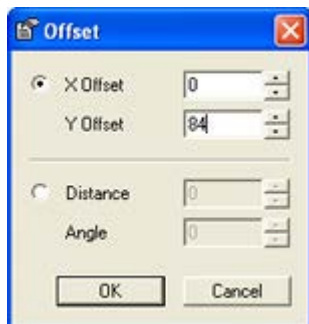 Offset
X Offset 0
Y Offset 84
Distance 0
Angle 0
OK Cancel